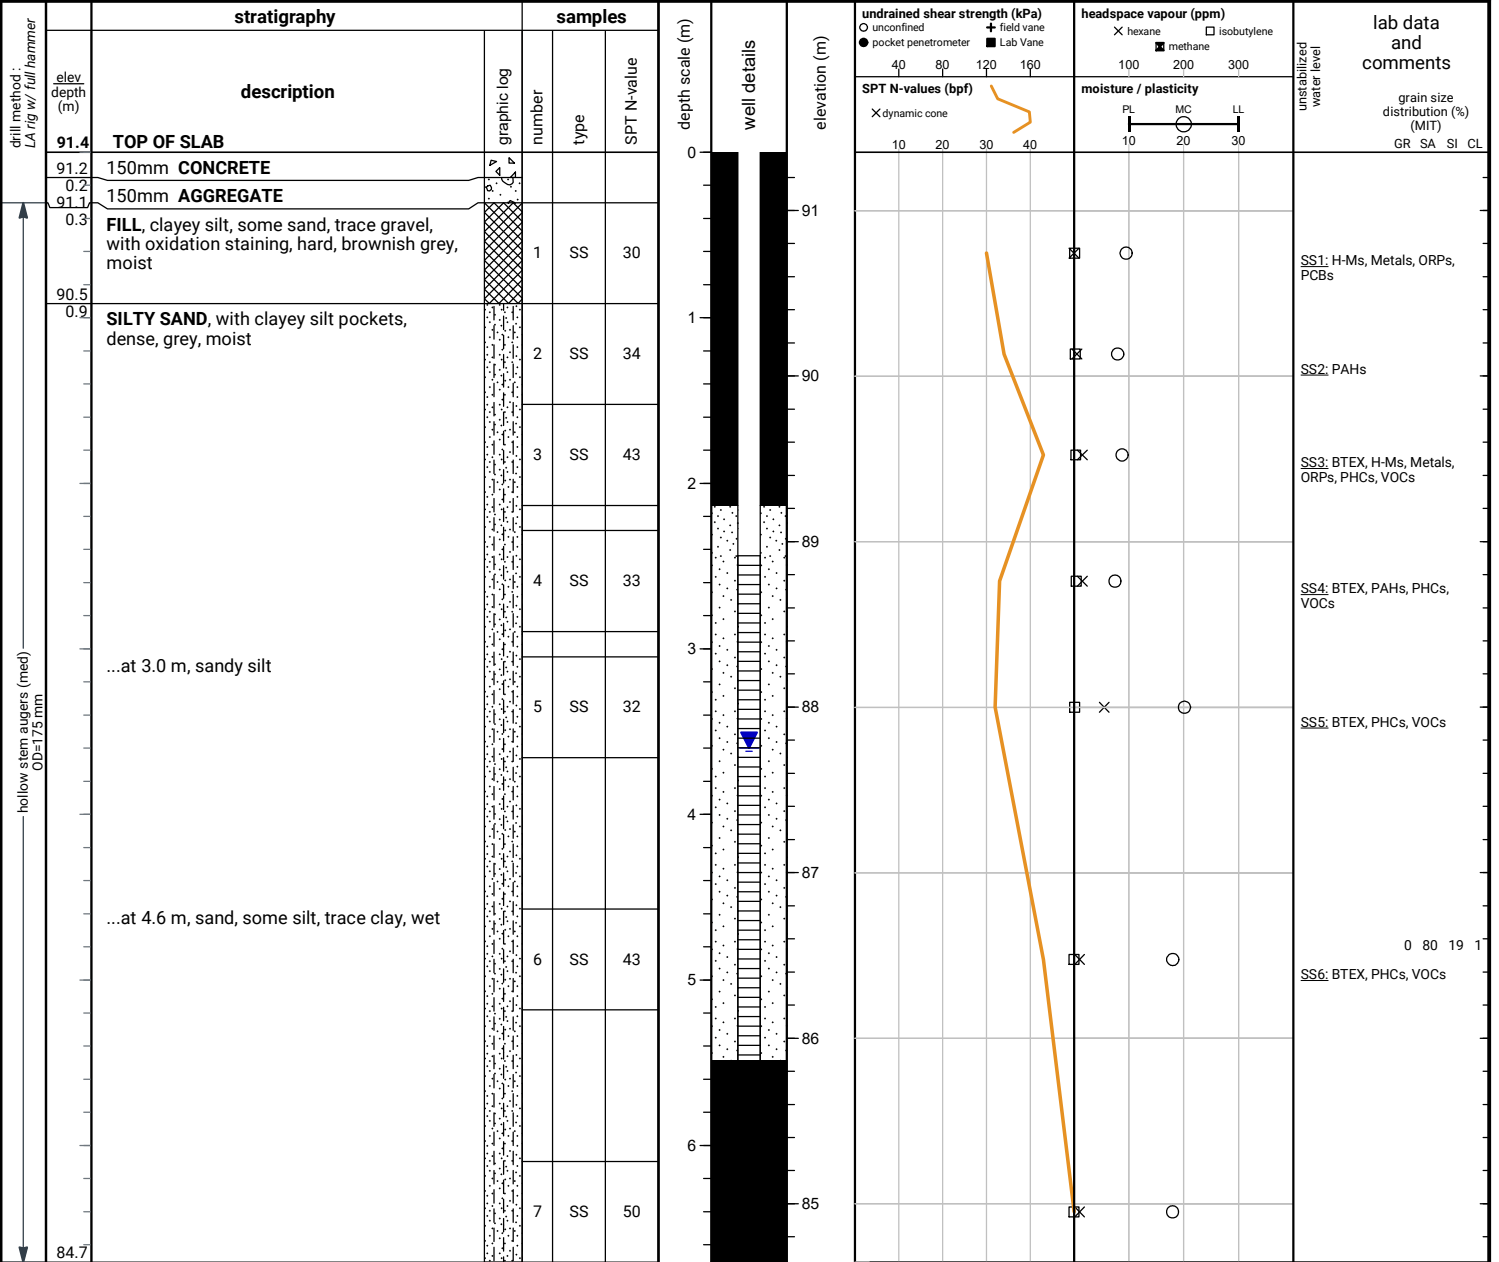 drill method :
LA rig w/ full hammer
stratigraphy
samples
elev
depth
(m)
description
graphic log
number
type
SPT N-value
depth scale (m)
well details
elevation (m)
undrained shear strength (kPa)
unconfined
field vane
pocket penetrometer
Lab Vane
40 80 120 160
SPT N-values (bpf)
dynamic cone
10 20 30 40
headspace vapour (ppm)
hexane
isobutylene
methane
100 200 300
moisture / plasticity
PL MC LL
10 20 30
unstabilized
water level
lab data
and
comments
grain size
distribution (%)
(MIT)
GR SA SI CL
91.4 TOP OF SLAB
91.2 150mm CONCRETE
0.2
150mm AGGREGATE
91.1
0.3
FILL, clayey silt, some sand, trace gravel,
with oxidation staining, hard, brownish grey,
moist
1 SS 30
SS1: H-Ms, Metals, ORPs,
PCBs
90.5
0.9
SILTY SAND, with clayey silt pockets,
dense, grey, moist
2 SS 34
SS2: PAHs
3 SS 43
SS3: BTEX, H-Ms, Metals,
ORPs, PHCs, VOCs
4 SS 33
SS4: BTEX, PAHs, PHCs,
VOCs
...at 3.0 m, sandy silt
5 SS 32
SS5: BTEX, PHCs, VOCs
...at 4.6 m, sand, some silt, trace clay, wet
6 SS 43
0 80 19 1
SS6: BTEX, PHCs, VOCs
7 SS 50
84.7
hollow stem augers (med)
OD=175 mm
0
1
2
3
4
5
6
91
90
89
88
87
86
85